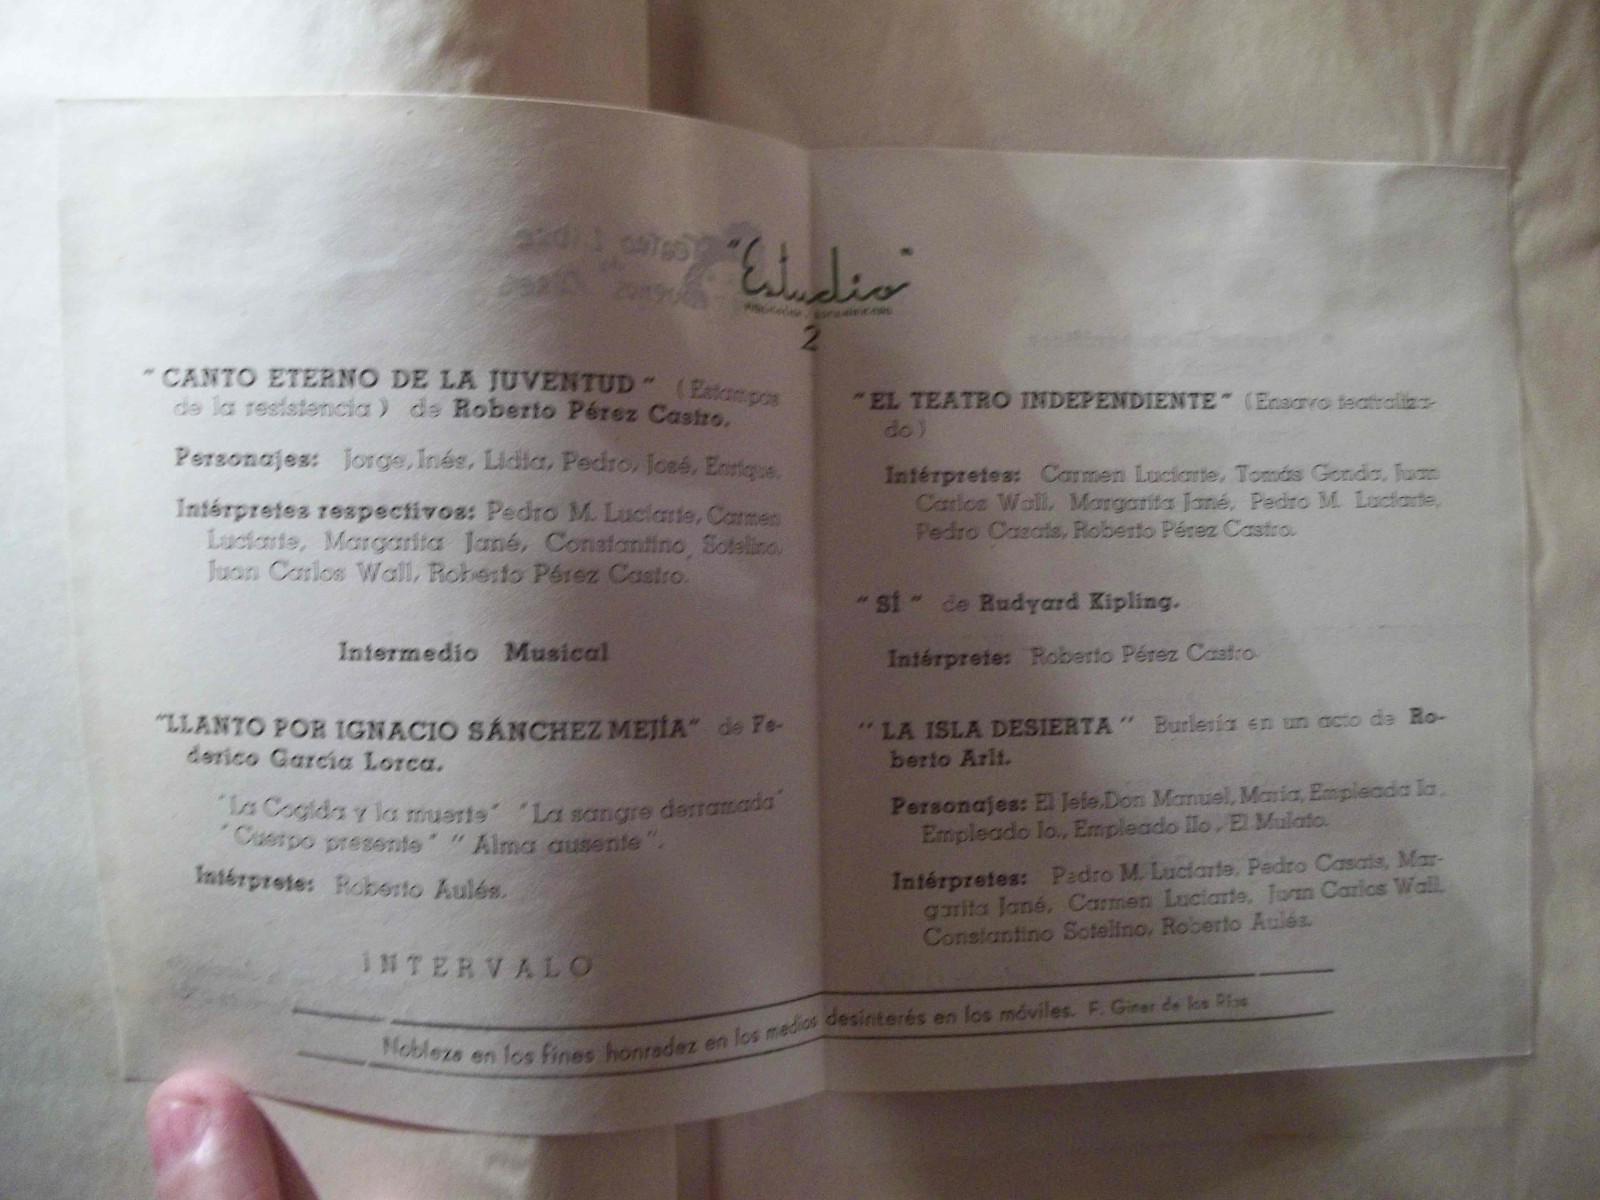 "Estudio"
2
"CANTO ETERNO DE LA JUVENTUD" (Estampas
de la resistencia) de Roberto Pérez Castro.
Personajes: Jorge, Inés, Lidia, Pedro, José, Enrique.
Intérpretes respectivos: Pedro M. Luciarte, Carmen
Luciarte, Margarita Jané, Constantino Sotelino,
Juan Carlos Wall, Roberto Pérez Castro.
Intermedio Musical
"LLANTO POR IGNACIO SÁNCHEZ MEJÍA" de Fe-
derico García Lorca.
"La Cogida y la muerte" "La sangre derramada"
"Cuerpo presente" "Alma ausente".
Intérprete: Roberto Aulés.
INTERVALO
"EL TEATRO INDEPENDIENTE" (Ensayo teatraliza-
do)
Intérpretes: Carmen Luciarte, Tomás Gonda, Juan
Carlos Wall, Margarita Jané, Pedro M. Luciarte,
Pedro Casais, Roberto Pérez Castro.
"SÍ" de Rudyard Kipling.
Intérprete: Roberto Pérez Castro.
"LA ISLA DESIERTA" Burlería en un acto de Ro-
berto Arlt.
Personajes: El Jefe, Don Manuel, María, Empleada Ia.,
Empleado Io., Empleado IIo, El Mulato.
Intérpretes: Pedro M. Luciarte, Pedro Casais, Mar-
garita Jané, Carmen Luciarte, Juan Carlos Wall,
Constantino Sotelino, Roberto Aulés.
Nobleza en los fines honradez en los medios desinterés en los móviles. F. Giner de los Ríos